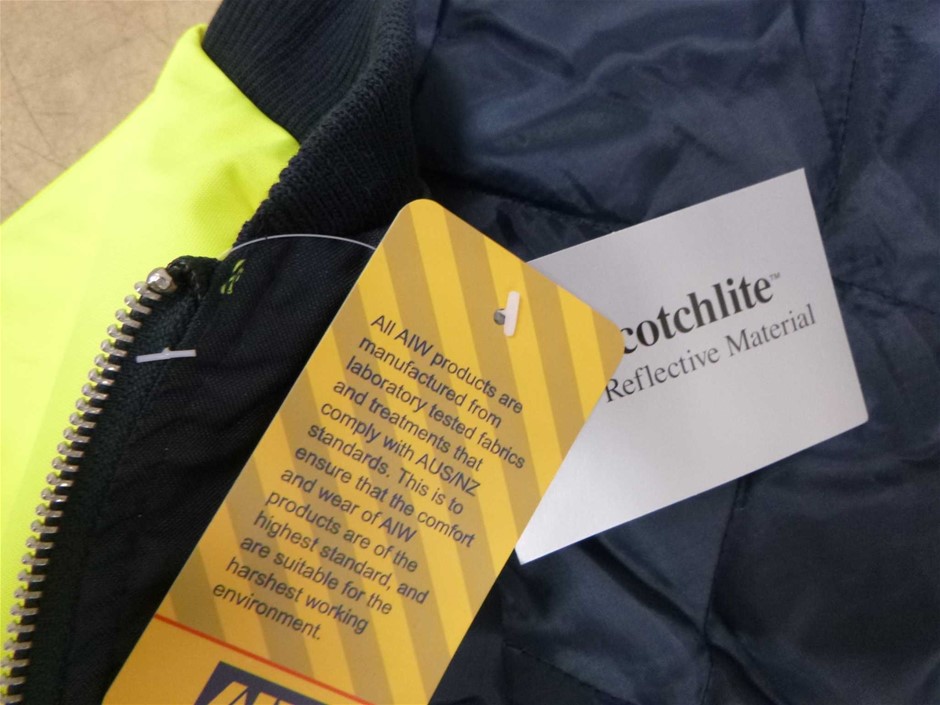 All AIW products are
manufactured from
laboratory tested fabrics
and treatments that
comply with AUS/NZ
standards. This is to
ensure that the comfort
and wear of AIW
products are of the
highest standard, and
are suitable for the
harshest working
environment.
cotchlite™
Reflective Material